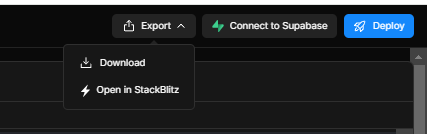 Export Connect to Supabase Deploy
Download
Open in StackBlitz